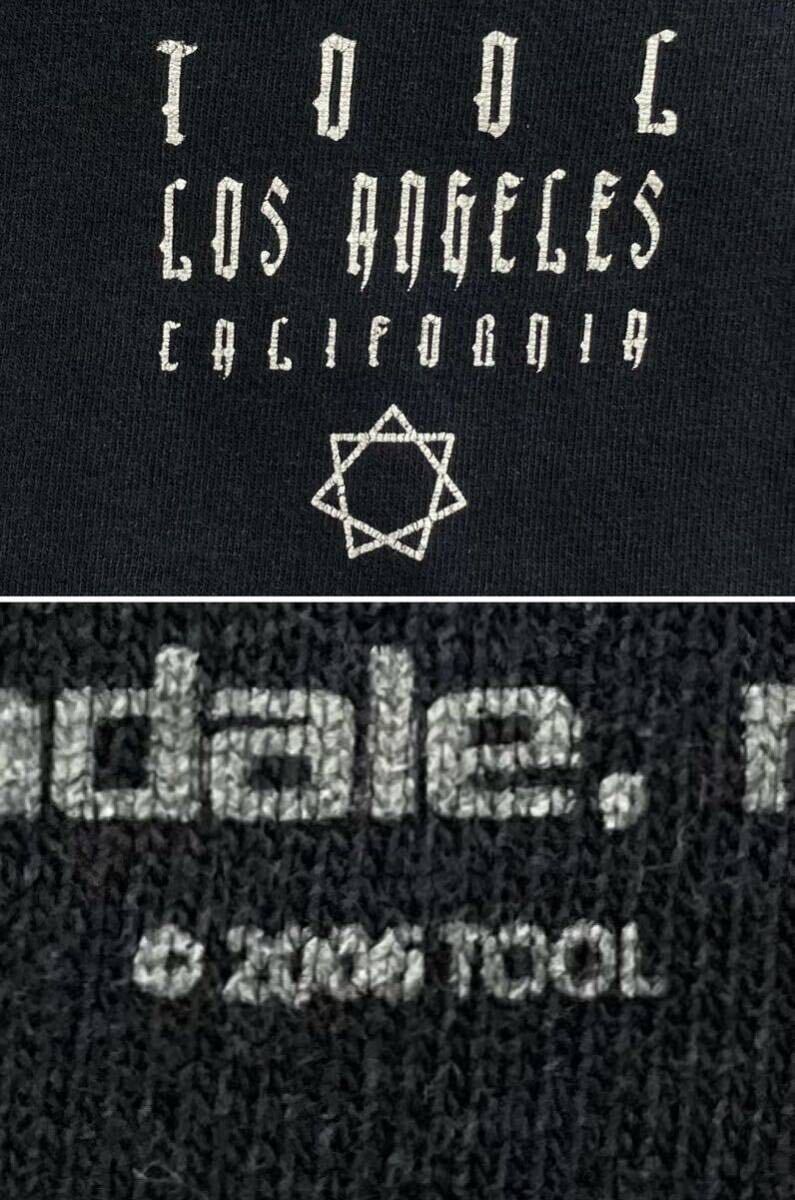 TOOL
LOS ANGELES
CALIFORNIA
dale,
© 2006 TOOL